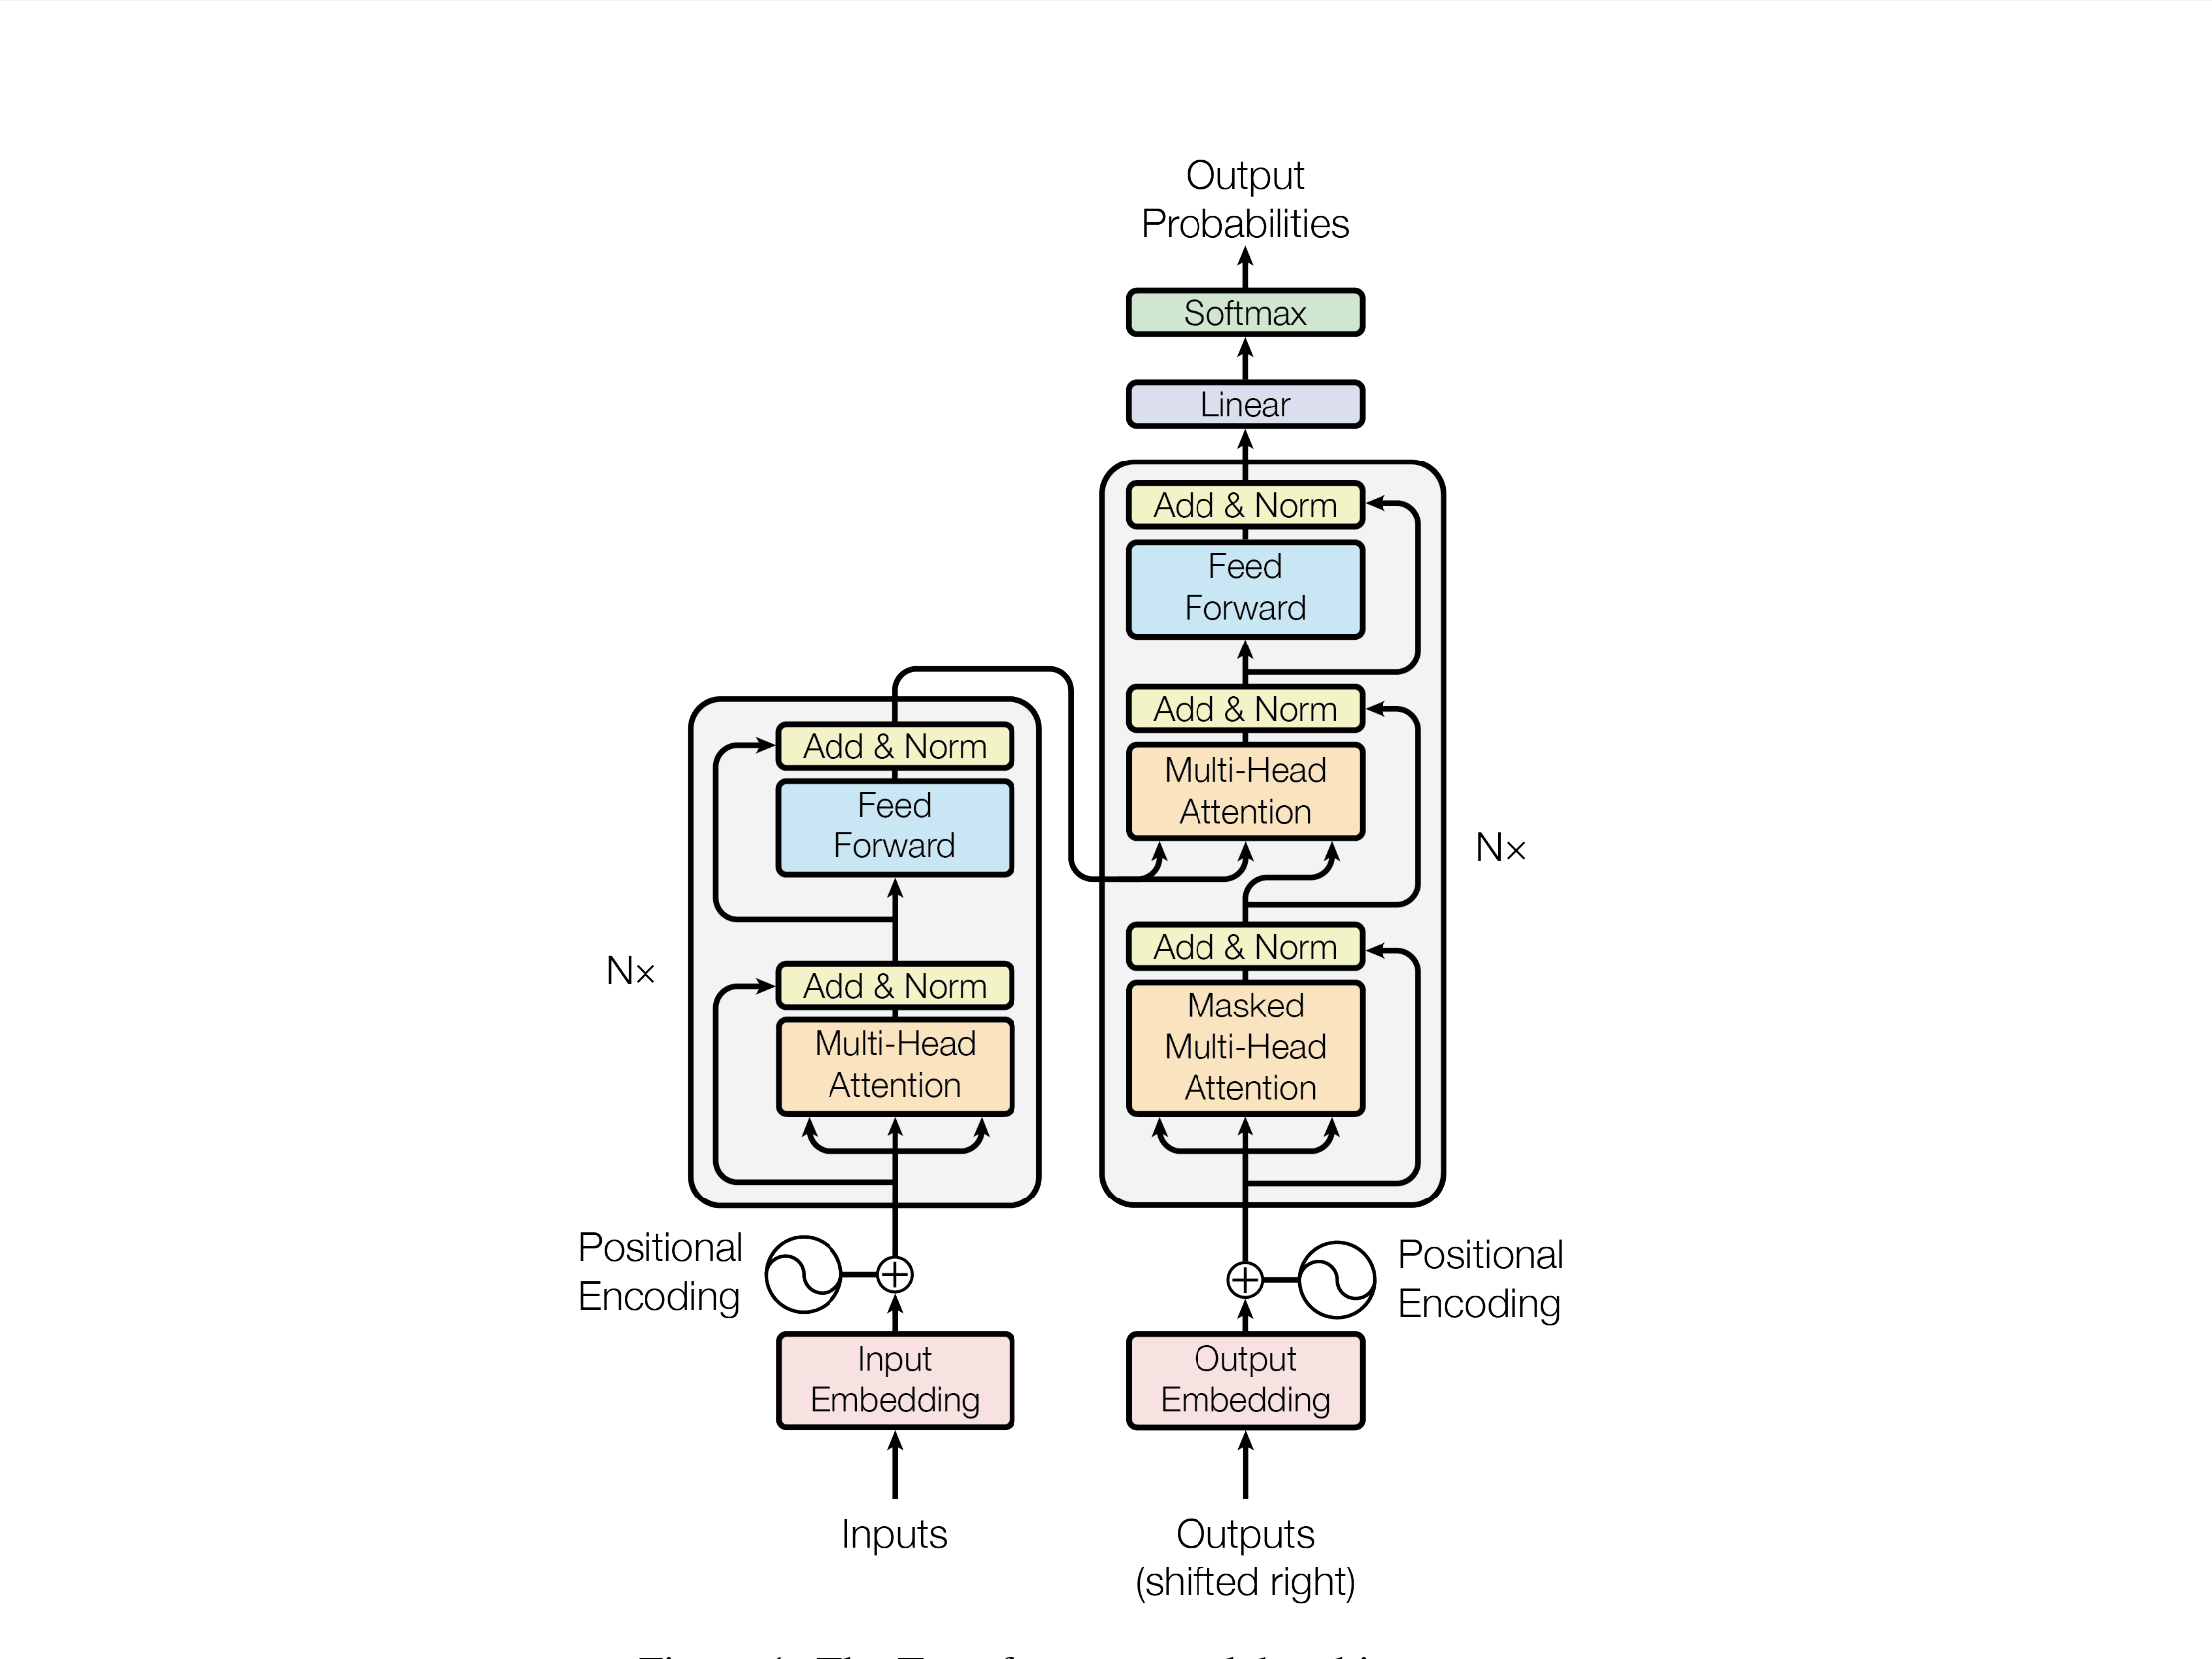 Output
Probabilities
Softmax
Linear
Add & Norm
Feed
Forward
Add & Norm
Multi-Head
Attention
N×
Add & Norm
Masked
Multi-Head
Attention
Add & Norm
Feed
Forward
N×
Add & Norm
Multi-Head
Attention
Positional
Encoding
Positional
Encoding
Input
Embedding
Output
Embedding
Inputs
Outputs
(shifted right)